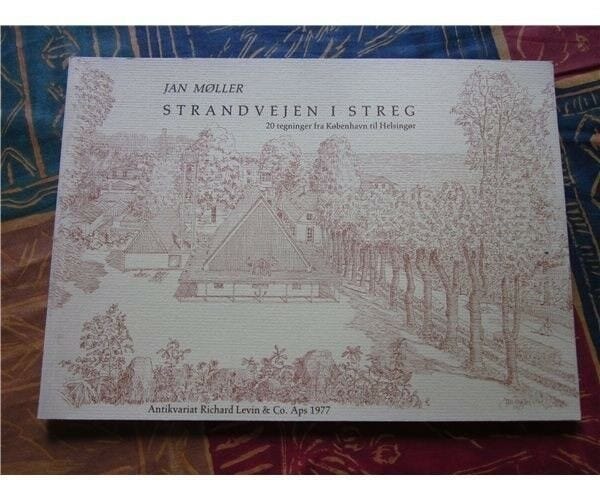 JAN MØLLER
STRANDVEJEN I STREG
20 tegninger fra København til Helsingør
Antikvariat Richard Levin & Co. Aps 1977